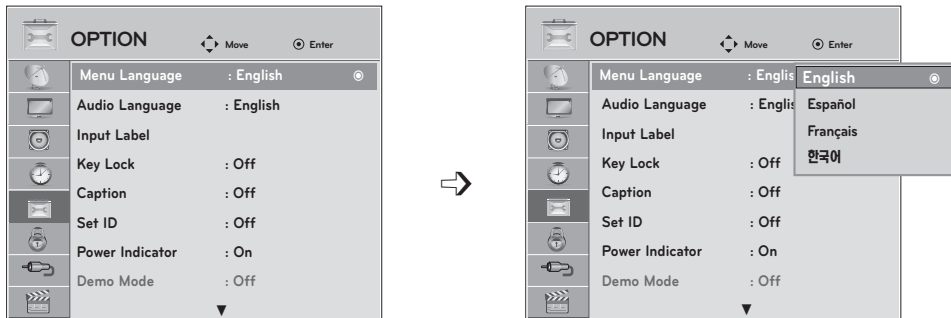 OPTION Move Enter
Menu Language : English
Audio Language : English
Input Label
Key Lock : Off
Caption : Off
Set ID : Off
Power Indicator : On
Demo Mode : Off
OPTION Move Enter
Menu Language : Englis
Audio Language : Englis
Input Label
Key Lock : Off
Caption : Off
Set ID : Off
Power Indicator : On
Demo Mode : Off
English
Español
Français
한국어